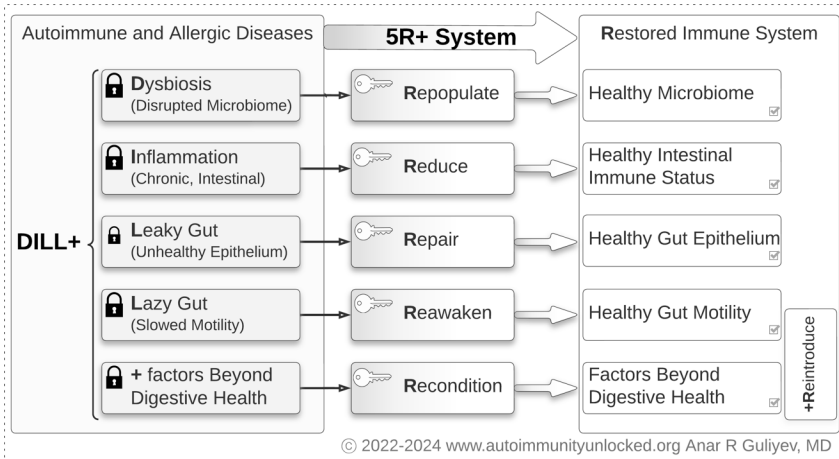 Autoimmune and Allergic Diseases
5R+ System
Restored Immune System
DILL+
Dysbiosis
(Disrupted Microbiome)
Repopulate
Healthy Microbiome
Inflammation
(Chronic, Intestinal)
Reduce
Healthy Intestinal
Immune Status
Leaky Gut
(Unhealthy Epithelium)
Repair
Healthy Gut Epithelium
Lazy Gut
(Slowed Motility)
Reawaken
Healthy Gut Motility
+ factors Beyond
Digestive Health
Recondition
Factors Beyond
Digestive Health
+Reintroduce
© 2022-2024 www.autoimmunityunlocked.org Anar R Guliyev, MD